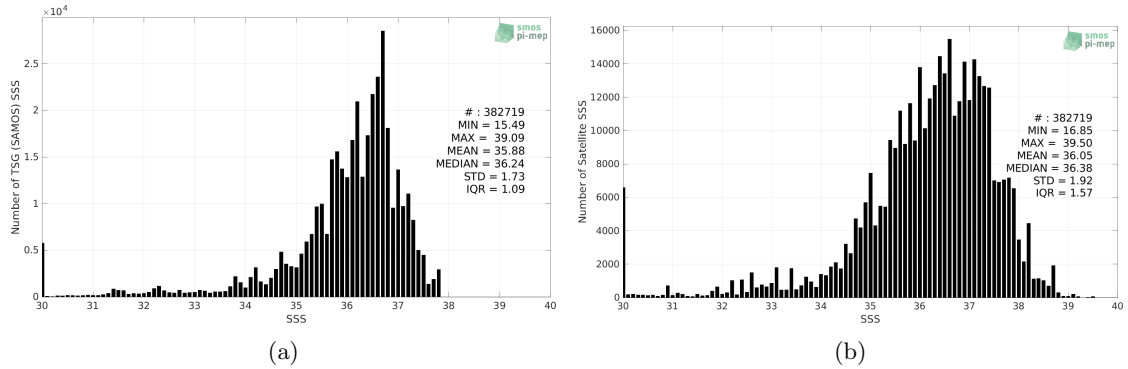 ×10⁴
3
2.5
2
1.5
1
0.5
0
30
31
32
33
34
35
36
37
38
39
40
SSS
Number of TSG (SAMOS) SSS
# : 382719
MIN = 15.49
MAX = 39.09
MEAN = 35.88
MEDIAN = 36.24
STD = 1.73
IQR = 1.09
smos
pi-mep
(a)
16000
14000
12000
10000
8000
6000
4000
2000
0
30
31
32
33
34
35
36
37
38
39
40
SSS
Number of Satellite SSS
# : 382719
MIN = 16.85
MAX = 39.50
MEAN = 36.05
MEDIAN = 36.38
STD = 1.92
IQR = 1.57
smos
pi-mep
(b)